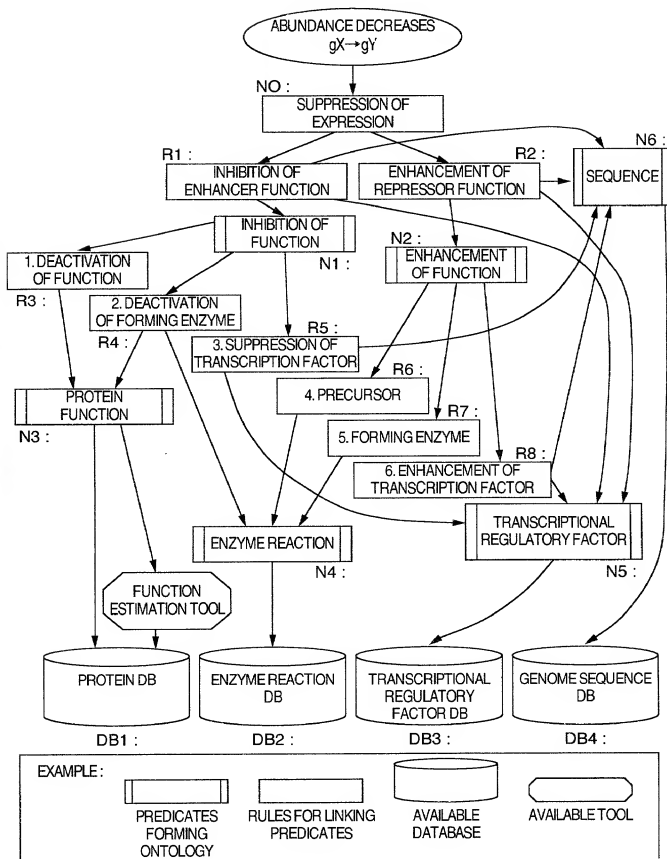 ABUNDANCE DECREASES
gX→gY
NO :
SUPPRESSION OF
EXPRESSION
R1 :
INHIBITION OF
ENHANCER FUNCTION
ENHANCEMENT OF
REPRESSOR FUNCTION
R2 :
N6 :
SEQUENCE
INHIBITION OF
FUNCTION
N1 :
N2 :
ENHANCEMENT
OF FUNCTION
1. DEACTIVATION
OF FUNCTION
R3 :
2. DEACTIVATION
OF FORMING ENZYME
R4 :
R5 :
3. SUPPRESSION OF
TRANSCRIPTION FACTOR
R6 :
4. PRECURSOR
R7 :
5. FORMING ENZYME
R8 :
6. ENHANCEMENT OF
TRANSCRIPTION FACTOR
PROTEIN
FUNCTION
N3 :
ENZYME REACTION
N4 :
TRANSCRIPTIONAL
REGULATORY FACTOR
N5 :
FUNCTION
ESTIMATION TOOL
PROTEIN DB
DB1 :
ENZYME REACTION
DB
DB2 :
TRANSCRIPTIONAL
REGULATORY
FACTOR DB
DB3 :
GENOME SEQUENCE
DB
DB4 :
EXAMPLE :
PREDICATES
FORMING
ONTOLOGY
RULES FOR LINKING
PREDICATES
AVAILABLE
DATABASE
AVAILABLE TOOL